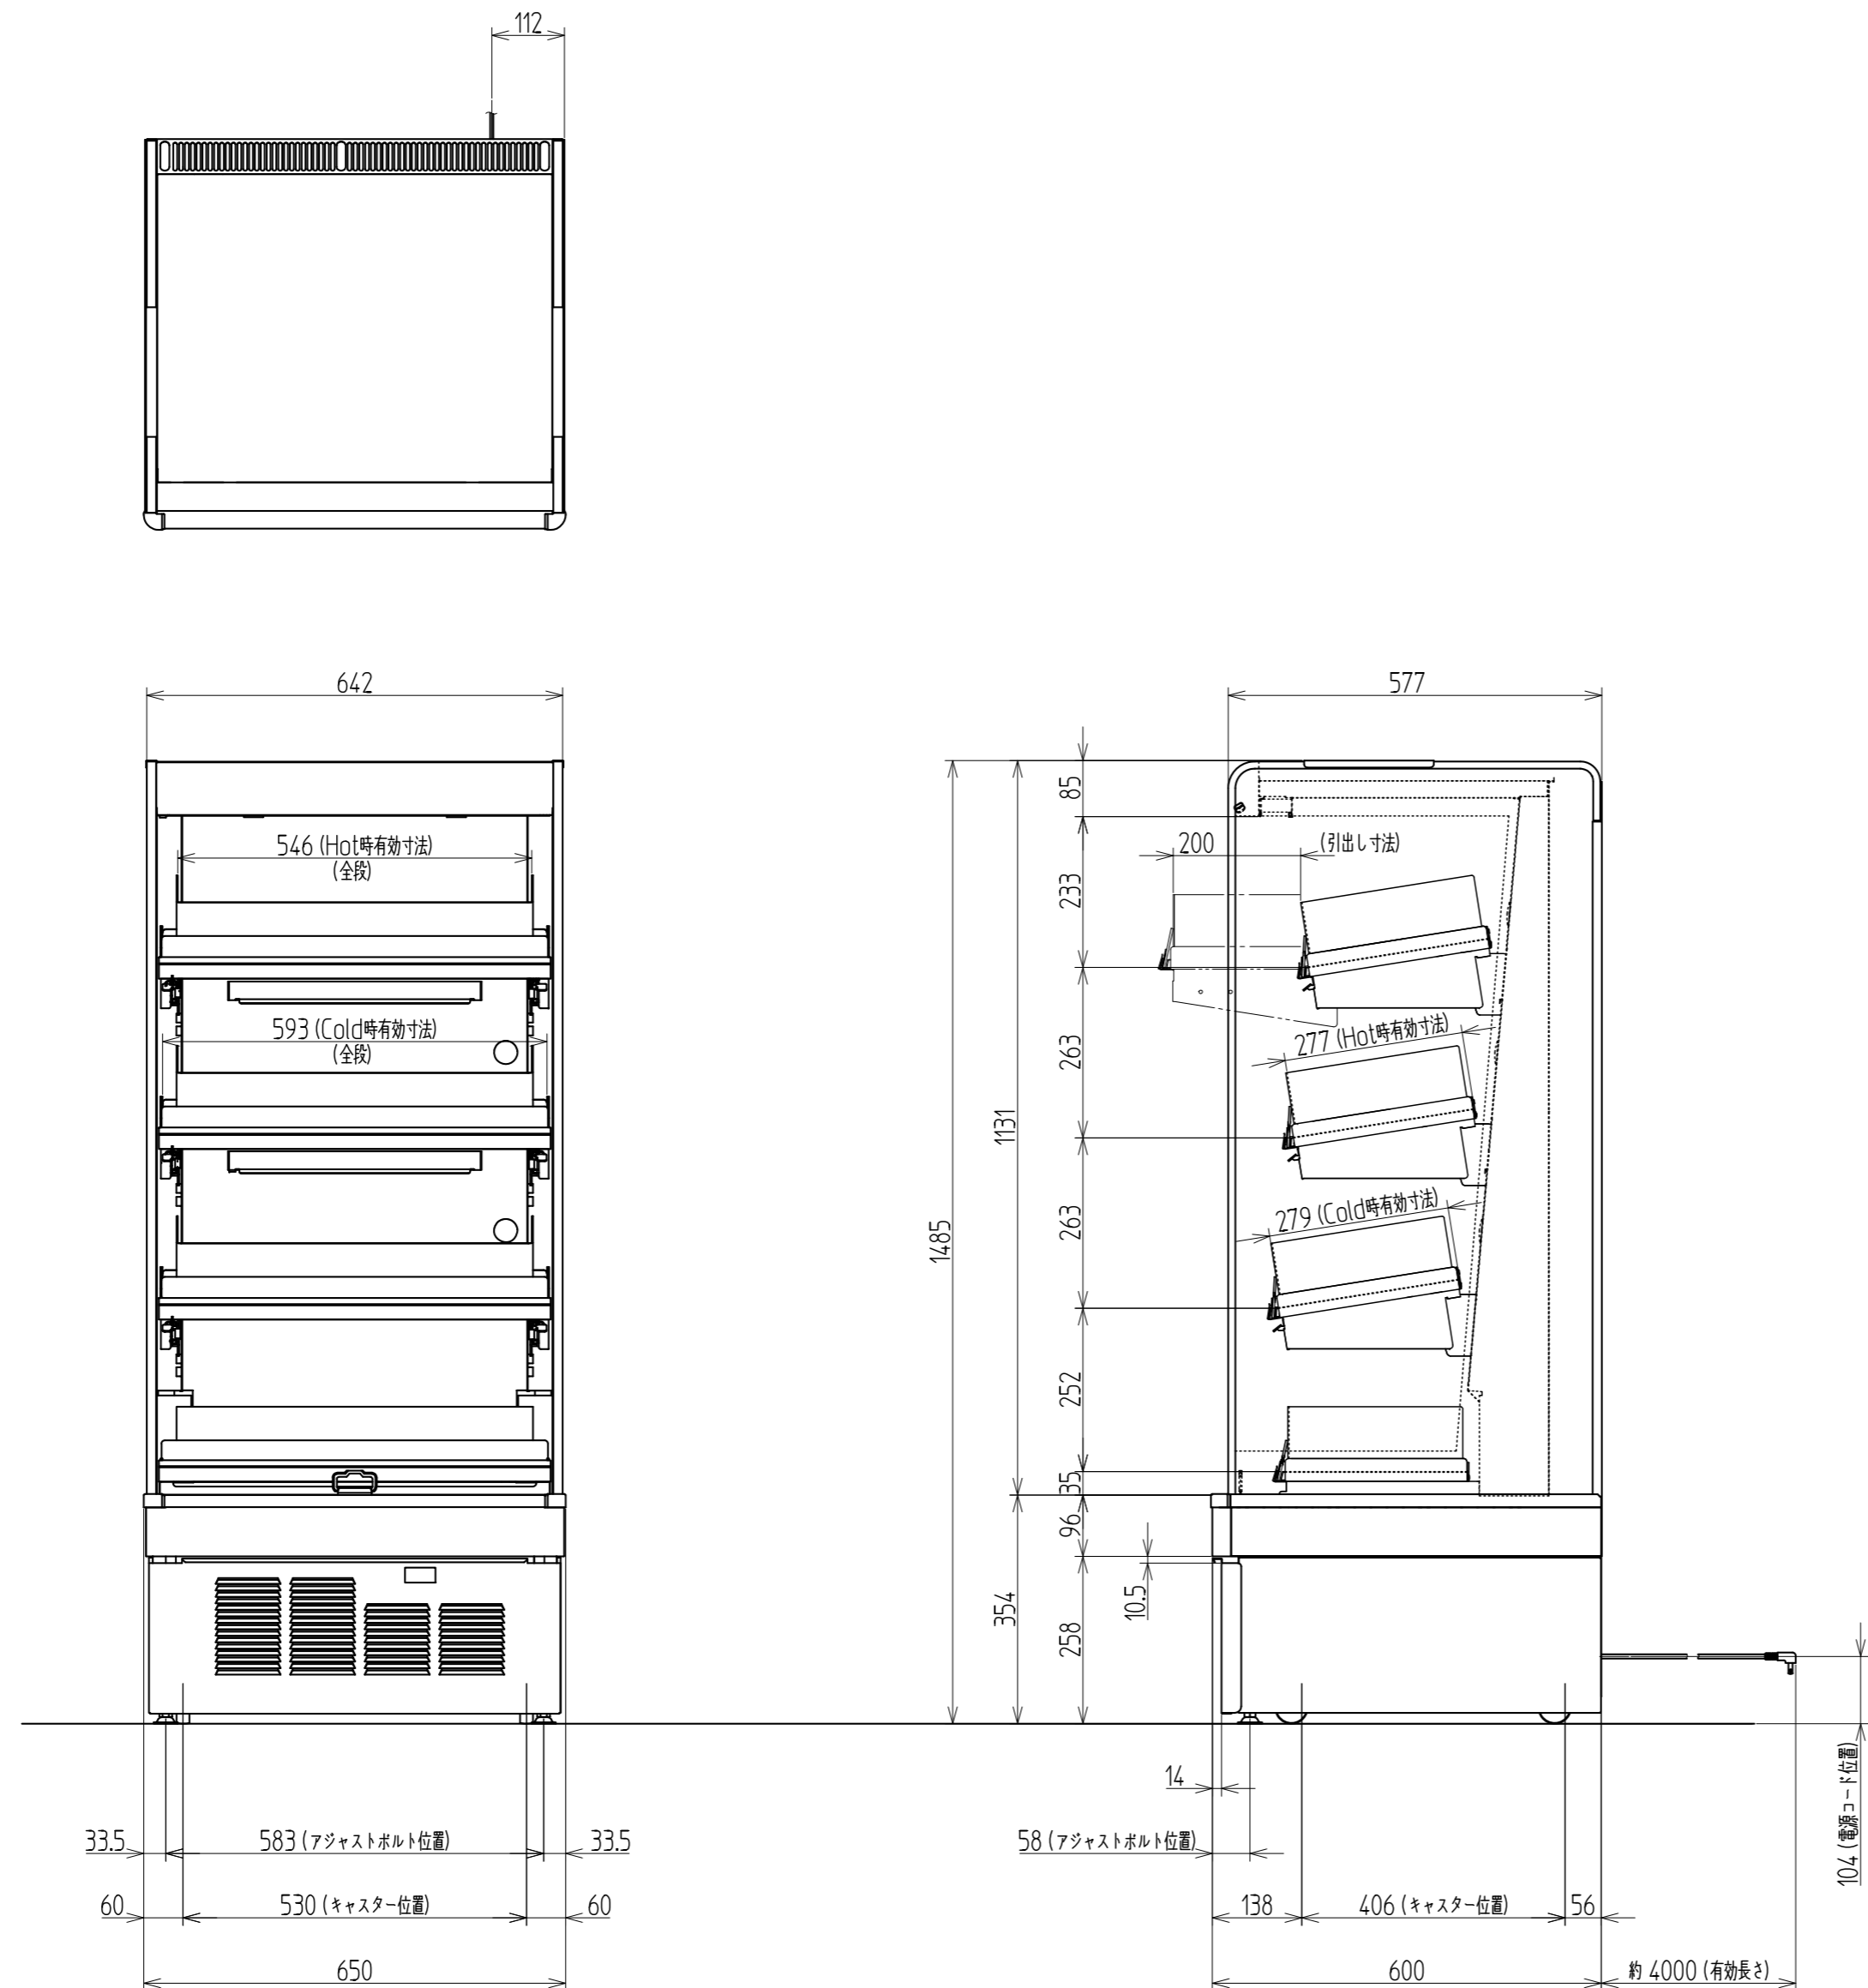 112
642
577
85
546 (Hot時有効寸法)
(全段)
200
(引出し寸法)
233
593 (Cold時有効寸法)
(全段)
277 (Hot時有効寸法)
263
1131
279 (Cold時有効寸法)
263
1485
252
35
96
10.5
354
258
104 (電源コード位置)
14
33.5
583 (アジャストボルト位置)
33.5
58 (アジャストボルト位置)
60
530 (キャスター位置)
60
138
406 (キャスター位置)
56
650
600
約 4000 (有効長さ)